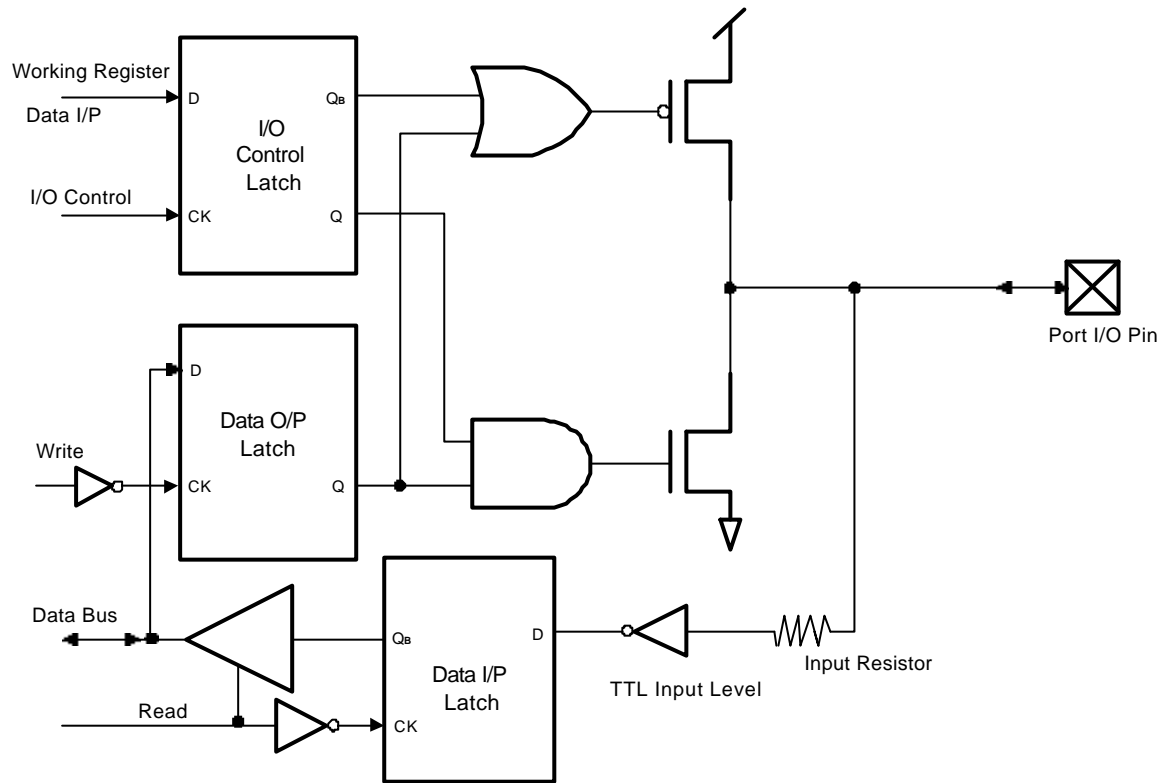 Working Register
Data I/P
I/O Control
D
CK
QB
Q
I/O
Control
Latch
Port I/O Pin
D
CK
Q
Data O/P
Latch
Write
Data Bus
Read
QB
D
CK
Data I/P
Latch
TTL Input Level
Input Resistor